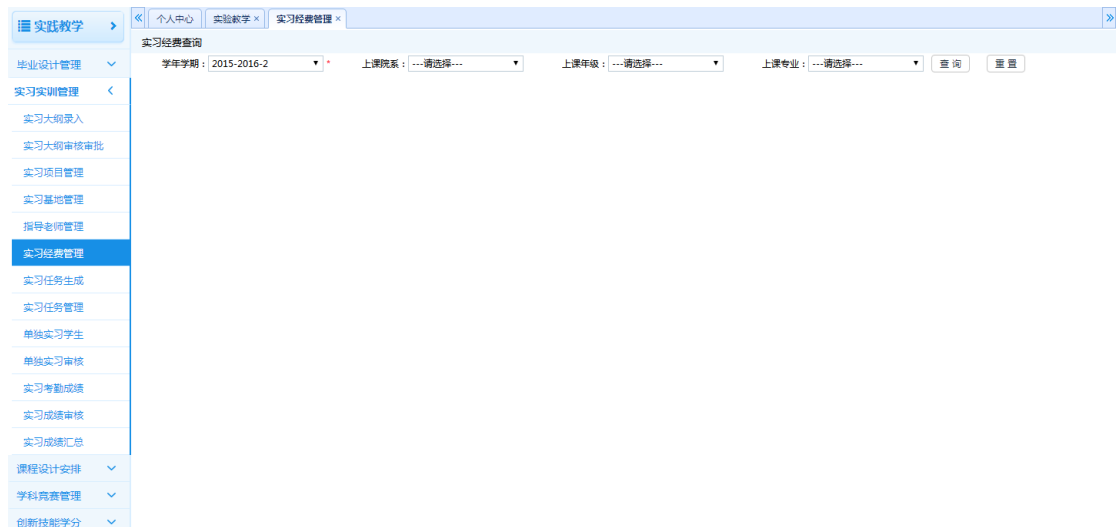 实践教学
毕业设计管理
实习实训管理
实习大纲录入
实习大纲审核审批
实习项目管理
实习基地管理
指导老师管理
实习经费管理
实习任务生成
实习任务管理
单独实习学生
单独实习审核
实习考勤成绩
实习成绩审核
实习成绩汇总
课程设计安排
学科竞赛管理
创新技能学分
个人中心 实验教学 × 实习经费管理 ×
实习经费查询
学年学期：2015-2016-2 * 上课院系：---请选择--- 上课年级：---请选择--- 上课专业：---请选择--- 查 询 重 置